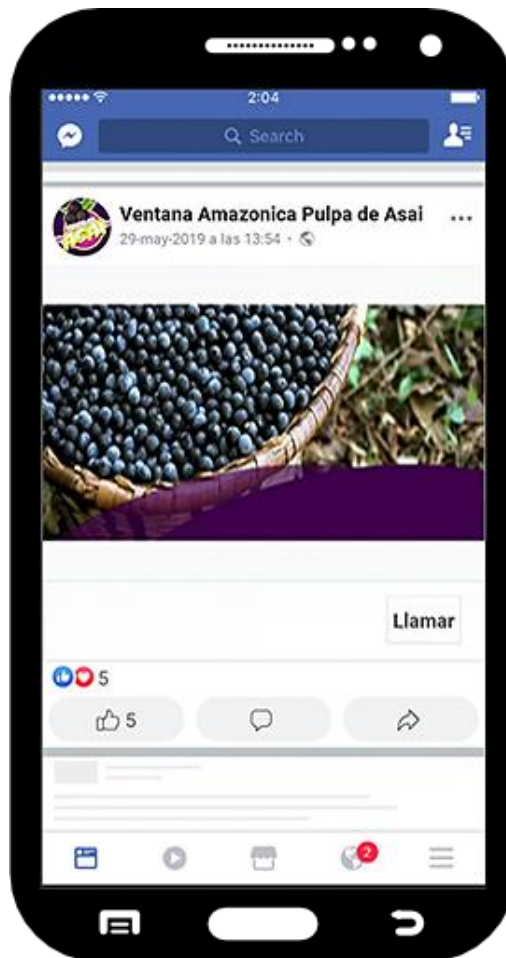 2:04
Search
Ventana Amazonica Pulpa de Asai
29-may-2019 a las 13:54
Llamar
5
5
2